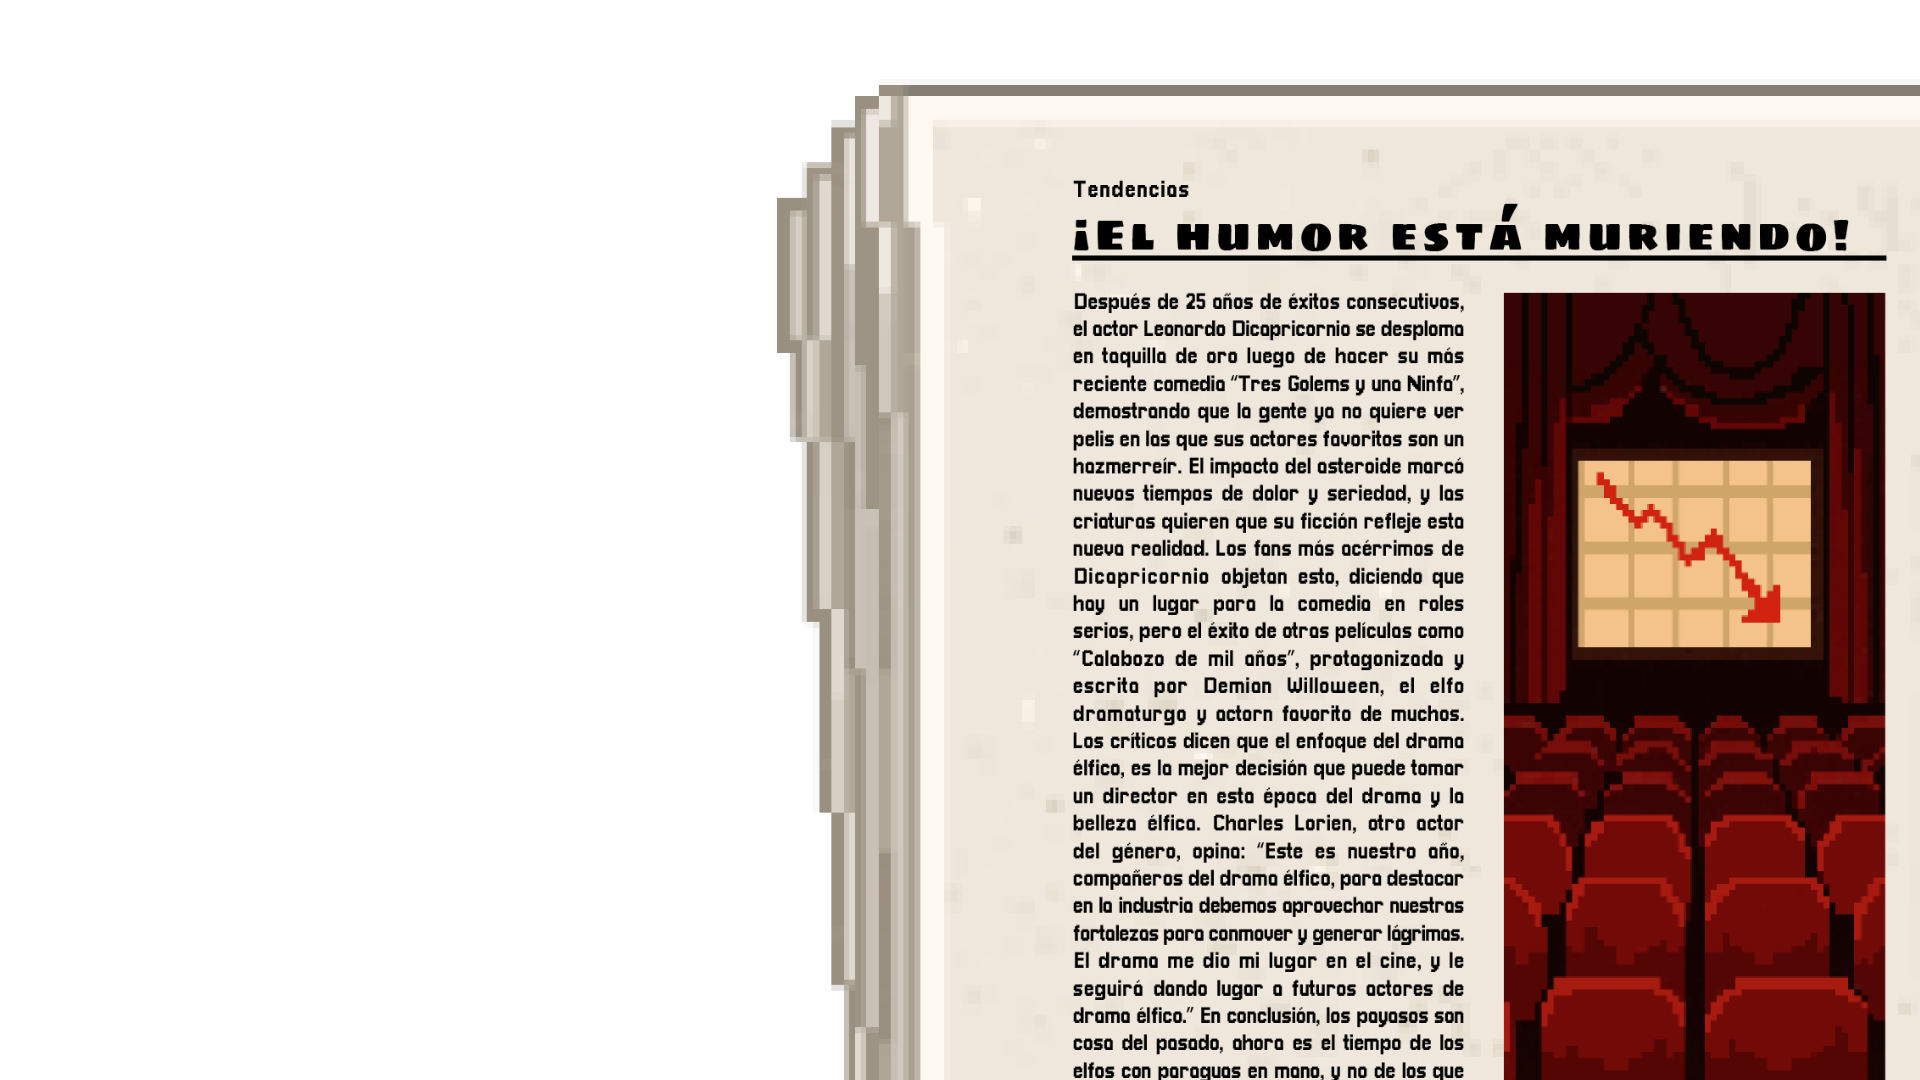 Tendencias
¡El humor está muriendo!
Después de 25 años de éxitos consecutivos,
el actor Leonardo Dicapricornio se desploma
en taquilla de oro luego de hacer su más
reciente comedia “Tres Golems y una Ninfa”,
demostrando que la gente ya no quiere ver
pelis en las que sus actores favoritos son un
hazmerreír. El impacto del asteroide marcó
nuevos tiempos de dolor y seriedad, y las
criaturas quieren que su ficción refleje esta
nueva realidad. Los fans más acérrimos de
Dicapricornio objetan esto, diciendo que
hay un lugar para la comedia en roles
serios, pero el éxito de otras películas como
“Calabozo de mil años”, protagonizada y
escrita por Demian Willoween, el elfo
dramaturgo y actorn favorito de muchos.
Los críticos dicen que el enfoque del drama
élfico, es la mejor decisión que puede tomar
un director en esta época del drama y la
belleza élfica. Charles Lorien, otro actor
del género, opina: “Este es nuestro año,
compañeros del drama élfico, para destacar
en la industria debemos aprovechar nuestras
fortalezas para conmover y generar lágrimas.
El drama me dio mi lugar en el cine, y le
seguirá dando lugar a futuros actores de
drama élfico.” En conclusión, los payasos son
cosa del pasado, ahora es el tiempo de los
elfos con paraguas en mano, y no de los que